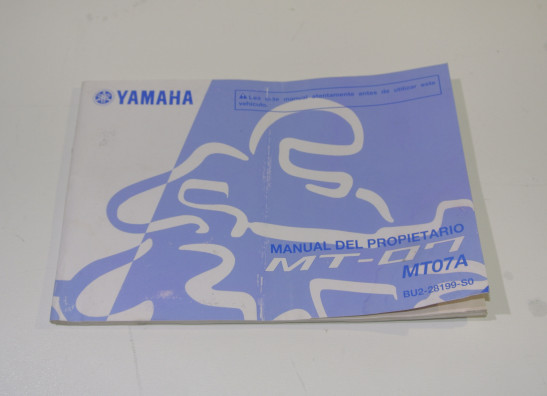 YAMAHA
Lea este manual atentamente antes de utilizar este
vehículo.
MANUAL DEL PROPIETARIO
MT-07
MT07A
BU2-28199-S0